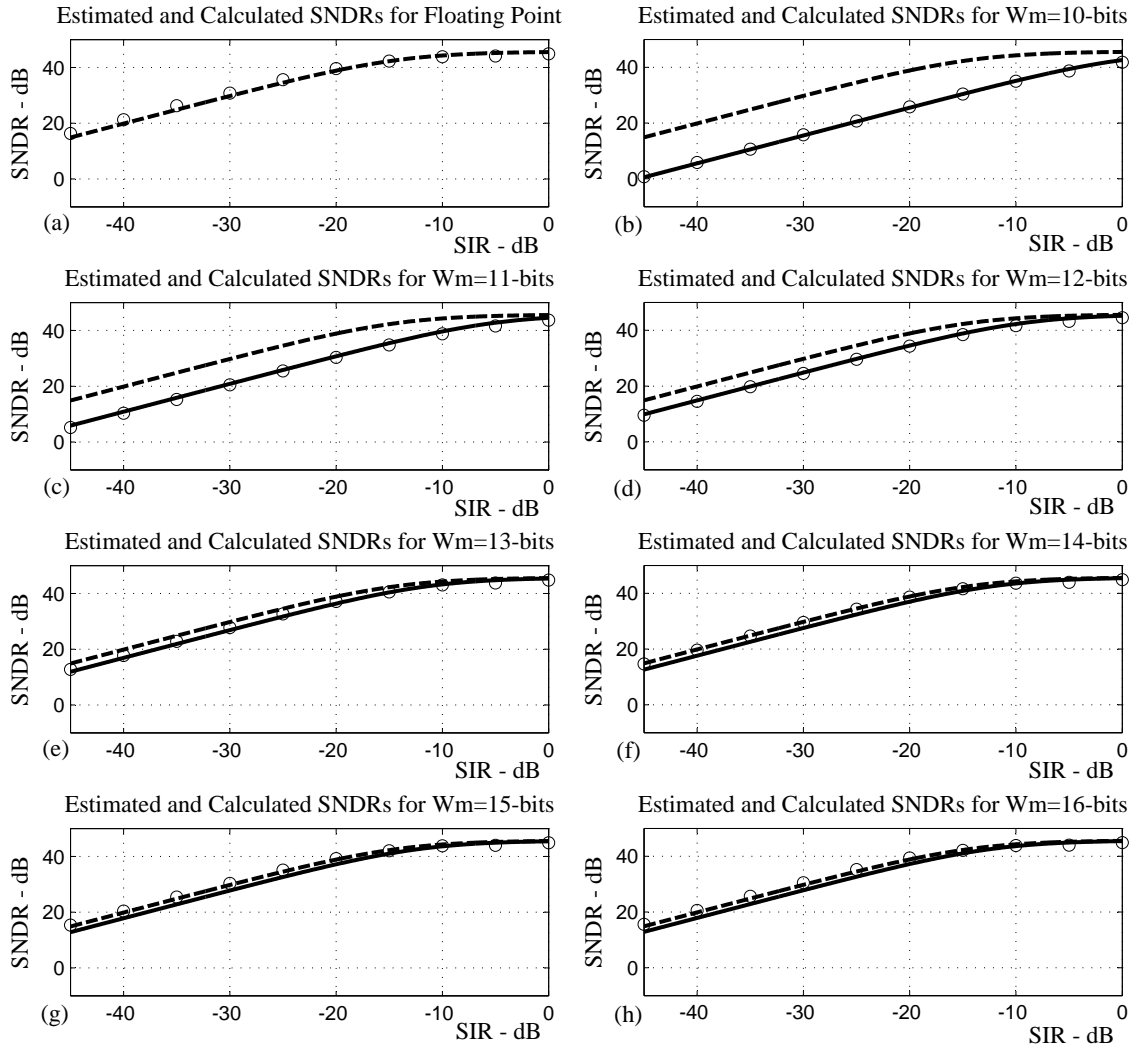 Estimated and Calculated SNDRs for Floating Point
SNDR - dB
40
20
0
-40
-30
-20
-10
0
(a)
SIR - dB
Estimated and Calculated SNDRs for Wm=10-bits
SNDR - dB
40
20
0
-40
-30
-20
-10
0
(b)
SIR - dB
Estimated and Calculated SNDRs for Wm=11-bits
SNDR - dB
40
20
0
-40
-30
-20
-10
0
(c)
SIR - dB
Estimated and Calculated SNDRs for Wm=12-bits
SNDR - dB
40
20
0
-40
-30
-20
-10
0
(d)
SIR - dB
Estimated and Calculated SNDRs for Wm=13-bits
SNDR - dB
40
20
0
-40
-30
-20
-10
0
(e)
SIR - dB
Estimated and Calculated SNDRs for Wm=14-bits
SNDR - dB
40
20
0
-40
-30
-20
-10
0
(f)
SIR - dB
Estimated and Calculated SNDRs for Wm=15-bits
SNDR - dB
40
20
0
-40
-30
-20
-10
0
(g)
SIR - dB
Estimated and Calculated SNDRs for Wm=16-bits
SNDR - dB
40
20
0
-40
-30
-20
-10
0
(h)
SIR - dB